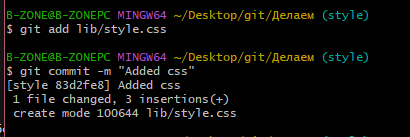 B-ZONE@B-ZONEPC MINGW64 ~/Desktop/git/Делаем (style)
$ git add lib/style.css
B-ZONE@B-ZONEPC MINGW64 ~/Desktop/git/Делаем (style)
$ git commit -m "Added css"
[style 83d2fe8] Added css
1 file changed, 3 insertions(+)
create mode 100644 lib/style.css